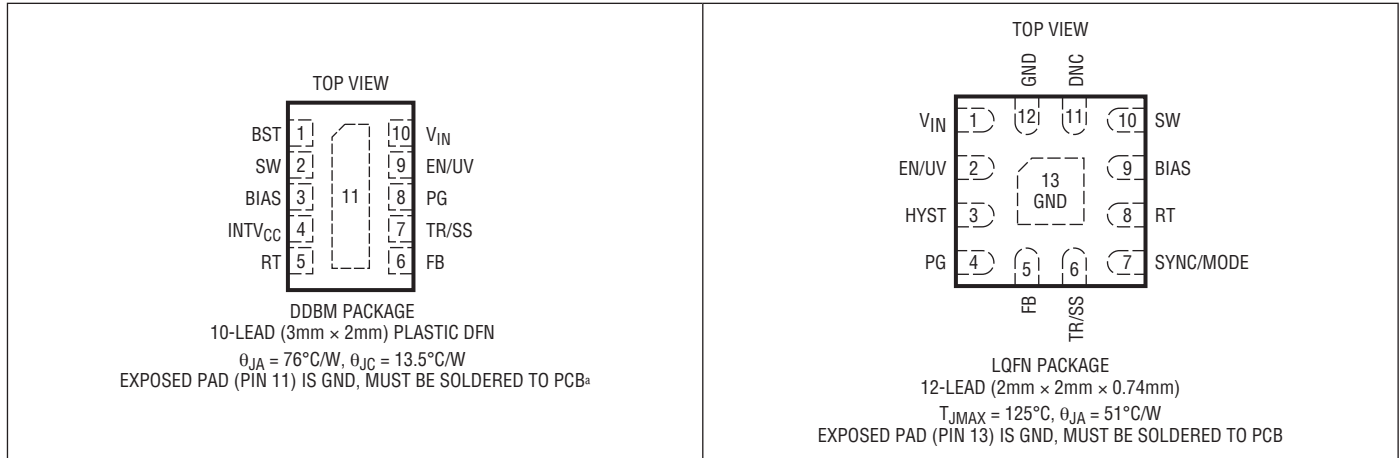 TOP VIEW
BST 1 10 VIN
SW 2 9 EN/UV
BIAS 3 11 8 PG
INTVCC 4 7 TR/SS
RT 5 6 FB
DDBM PACKAGE
10-LEAD (3mm × 2mm) PLASTIC DFN
θJA = 76°C/W, θJC = 13.5°C/W
EXPOSED PAD (PIN 11) IS GND, MUST BE SOLDERED TO PCBa
TOP VIEW
GND DNC
VIN 1 12 11 10 SW
EN/UV 2 9 BIAS
13
GND
HYST 3 8 RT
PG 4 5 6 7 SYNC/MODE
FB TR/SS
LQFN PACKAGE
12-LEAD (2mm × 2mm × 0.74mm)
TJMAX = 125°C, θJA = 51°C/W
EXPOSED PAD (PIN 13) IS GND, MUST BE SOLDERED TO PCB